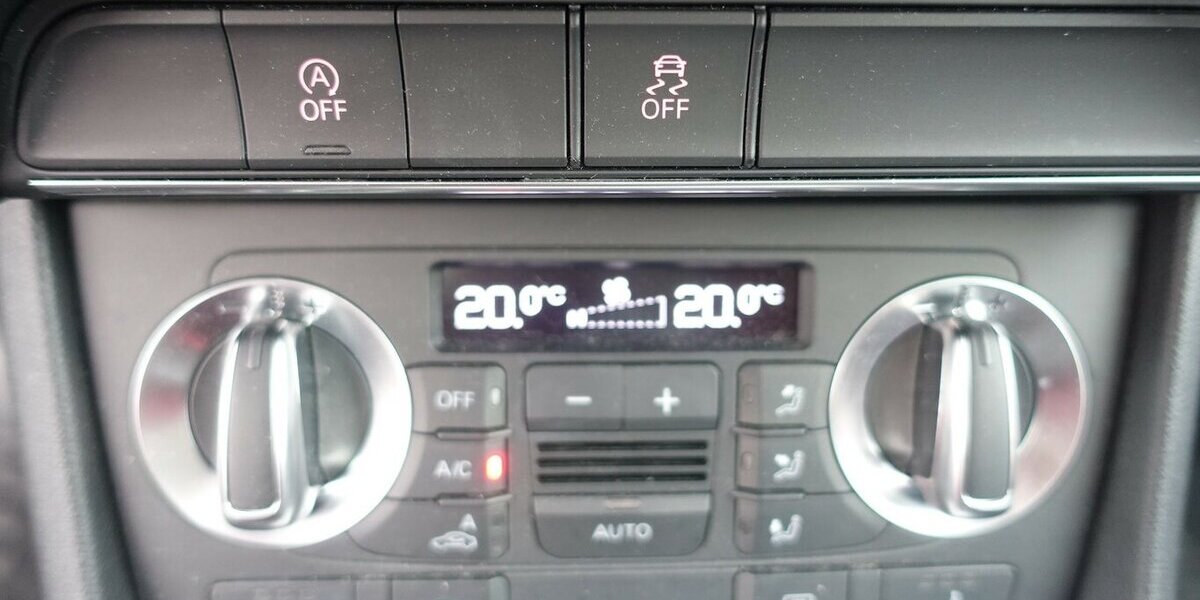 A
OFF
OFF
20.0°C 20.0°C
OFF
- +
A/C
A
AUTO